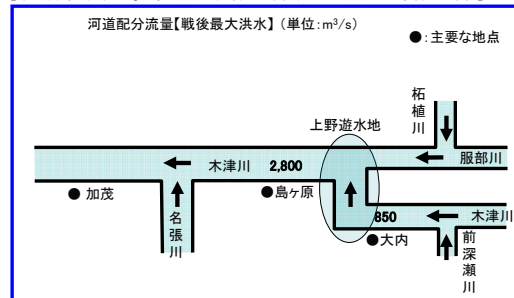 河道配分流量【戦後最大洪水】（単位：m³/s）
●：主要な地点
柘植川
上野遊水地
服部川
木津川
2,800
●加茂
名張川
●島ヶ原
850
木津川
●大内
前深瀬川